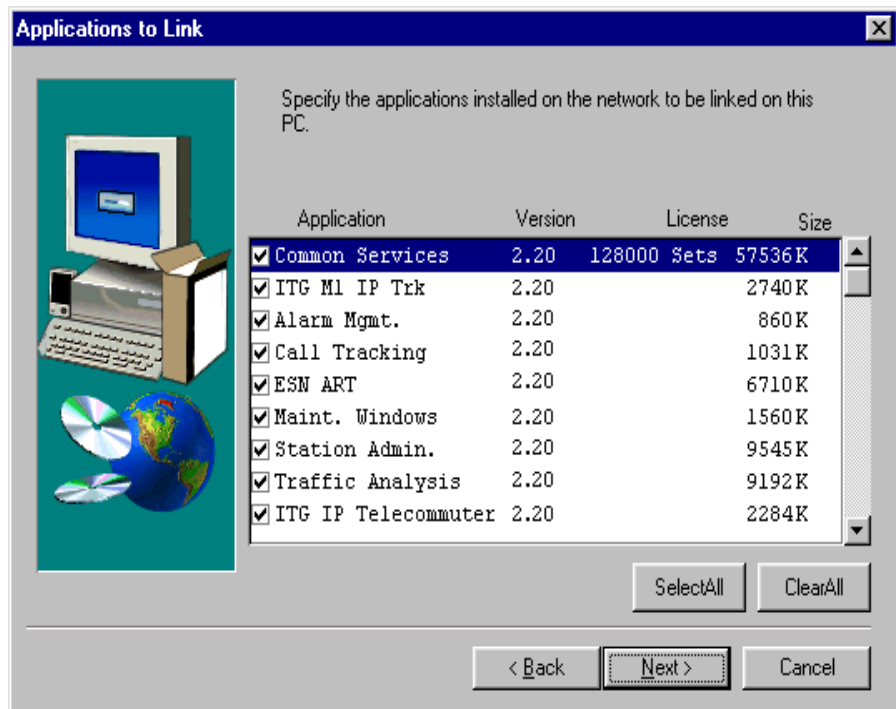 Applications to Link
Specify the applications installed on the network to be linked on this
PC.
Application Version License Size
Common Services 2.20 128000 Sets 57536K
ITG M1 IP Trk 2.20 2740K
Alarm Mgmt. 2.20 860K
Call Tracking 2.20 1031K
ESN ART 2.20 6710K
Maint. Windows 2.20 1560K
Station Admin. 2.20 9545K
Traffic Analysis 2.20 9192K
ITG IP Telecommuter 2.20 2284K
SelectAll ClearAll
< Back Next > Cancel